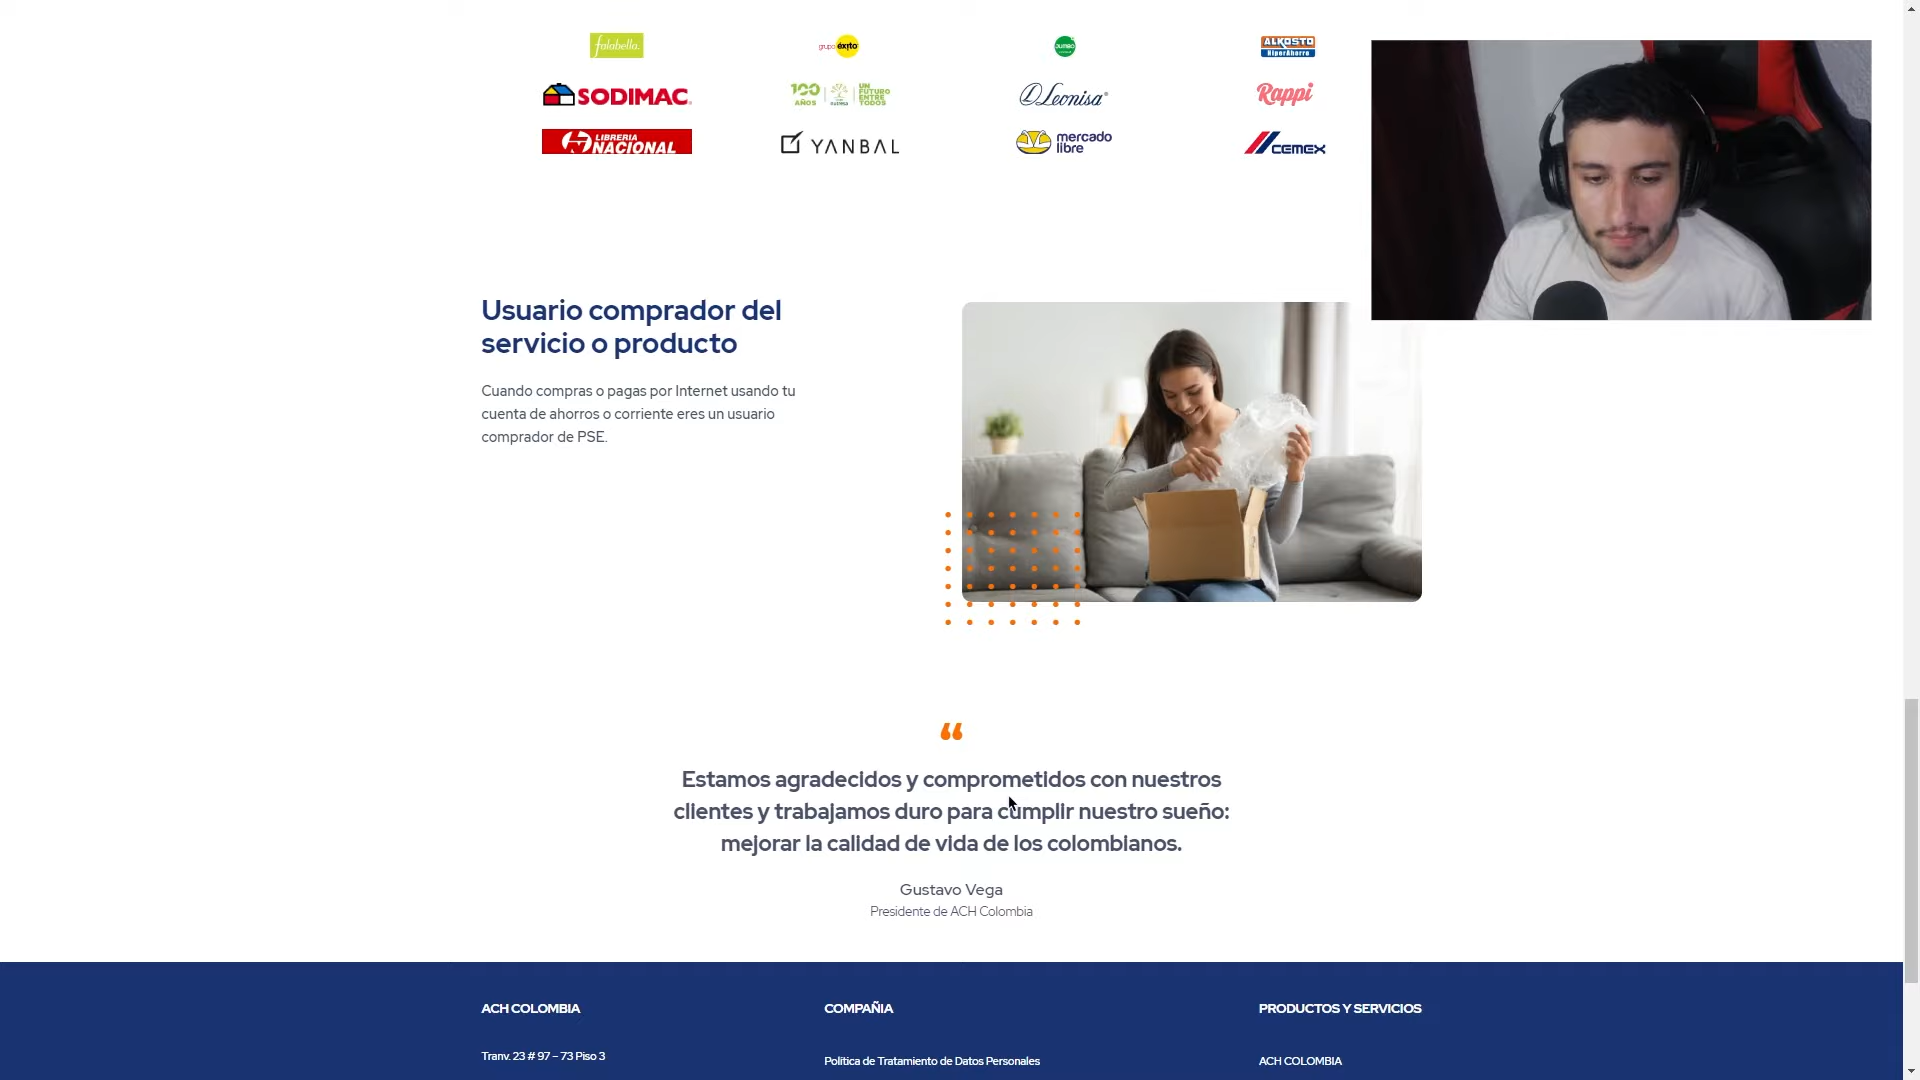 falabella.
grupo éxito
JUMBO
ALKOSTO
HiperAhorro
SODIMAC
100
AÑOS
UN
FUTURO
ENTRE
TODOS
Leonisa
Rappi
LIBRERIA
NACIONAL
YANBAL
mercado
libre
CEMEX
Usuario comprador del
servicio o producto
Cuando compras o pagas por Internet usando tu
cuenta de ahorros o corriente eres un usuario
comprador de PSE.
“
Estamos agradecidos y comprometidos con nuestros
clientes y trabajamos duro para cumplir nuestro sueño:
mejorar la calidad de vida de los colombianos.
Gustavo Vega
Presidente de ACH Colombia
ACH COLOMBIA
COMPAÑIA
PRODUCTOS Y SERVICIOS
Tranv. 23 # 97 – 73 Piso 3
Política de Tratamiento de Datos Personales
ACH COLOMBIA